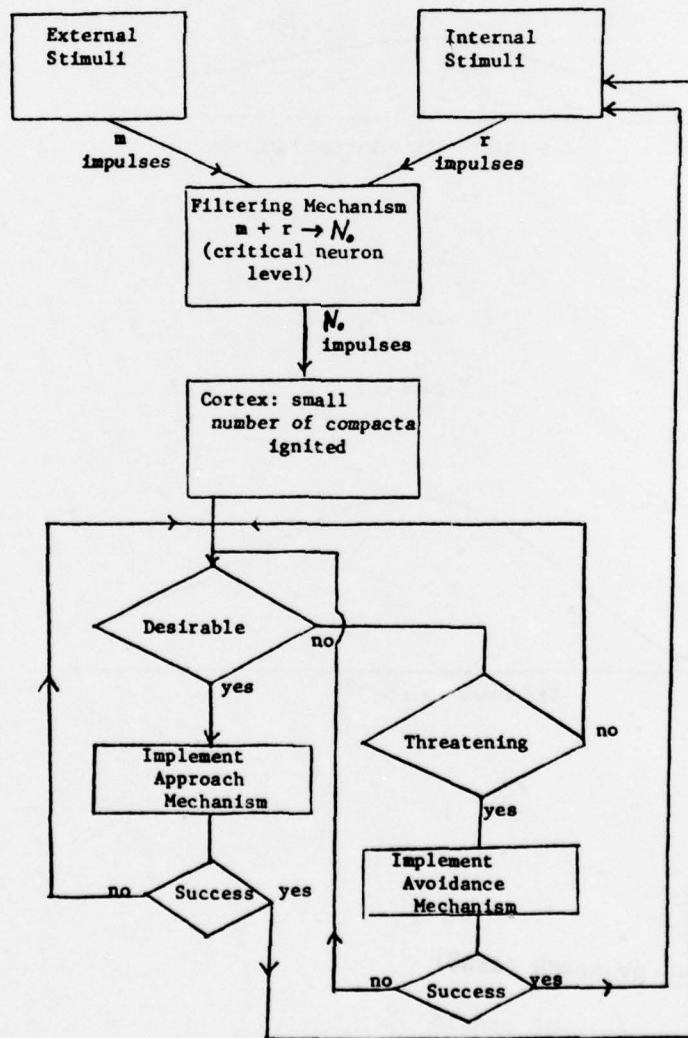 External
Stimuli
Internal
Stimuli
m
impulses
r
impulses
Filtering Mechanism
m + r → N₀
(critical neuron
level)
N₀
impulses
Cortex: small
number of compacta
ignited
Desirable
no
yes
Threatening
no
yes
Implement
Approach
Mechanism
Implement
Avoidance
Mechanism
no
Success
yes
no
Success
yes